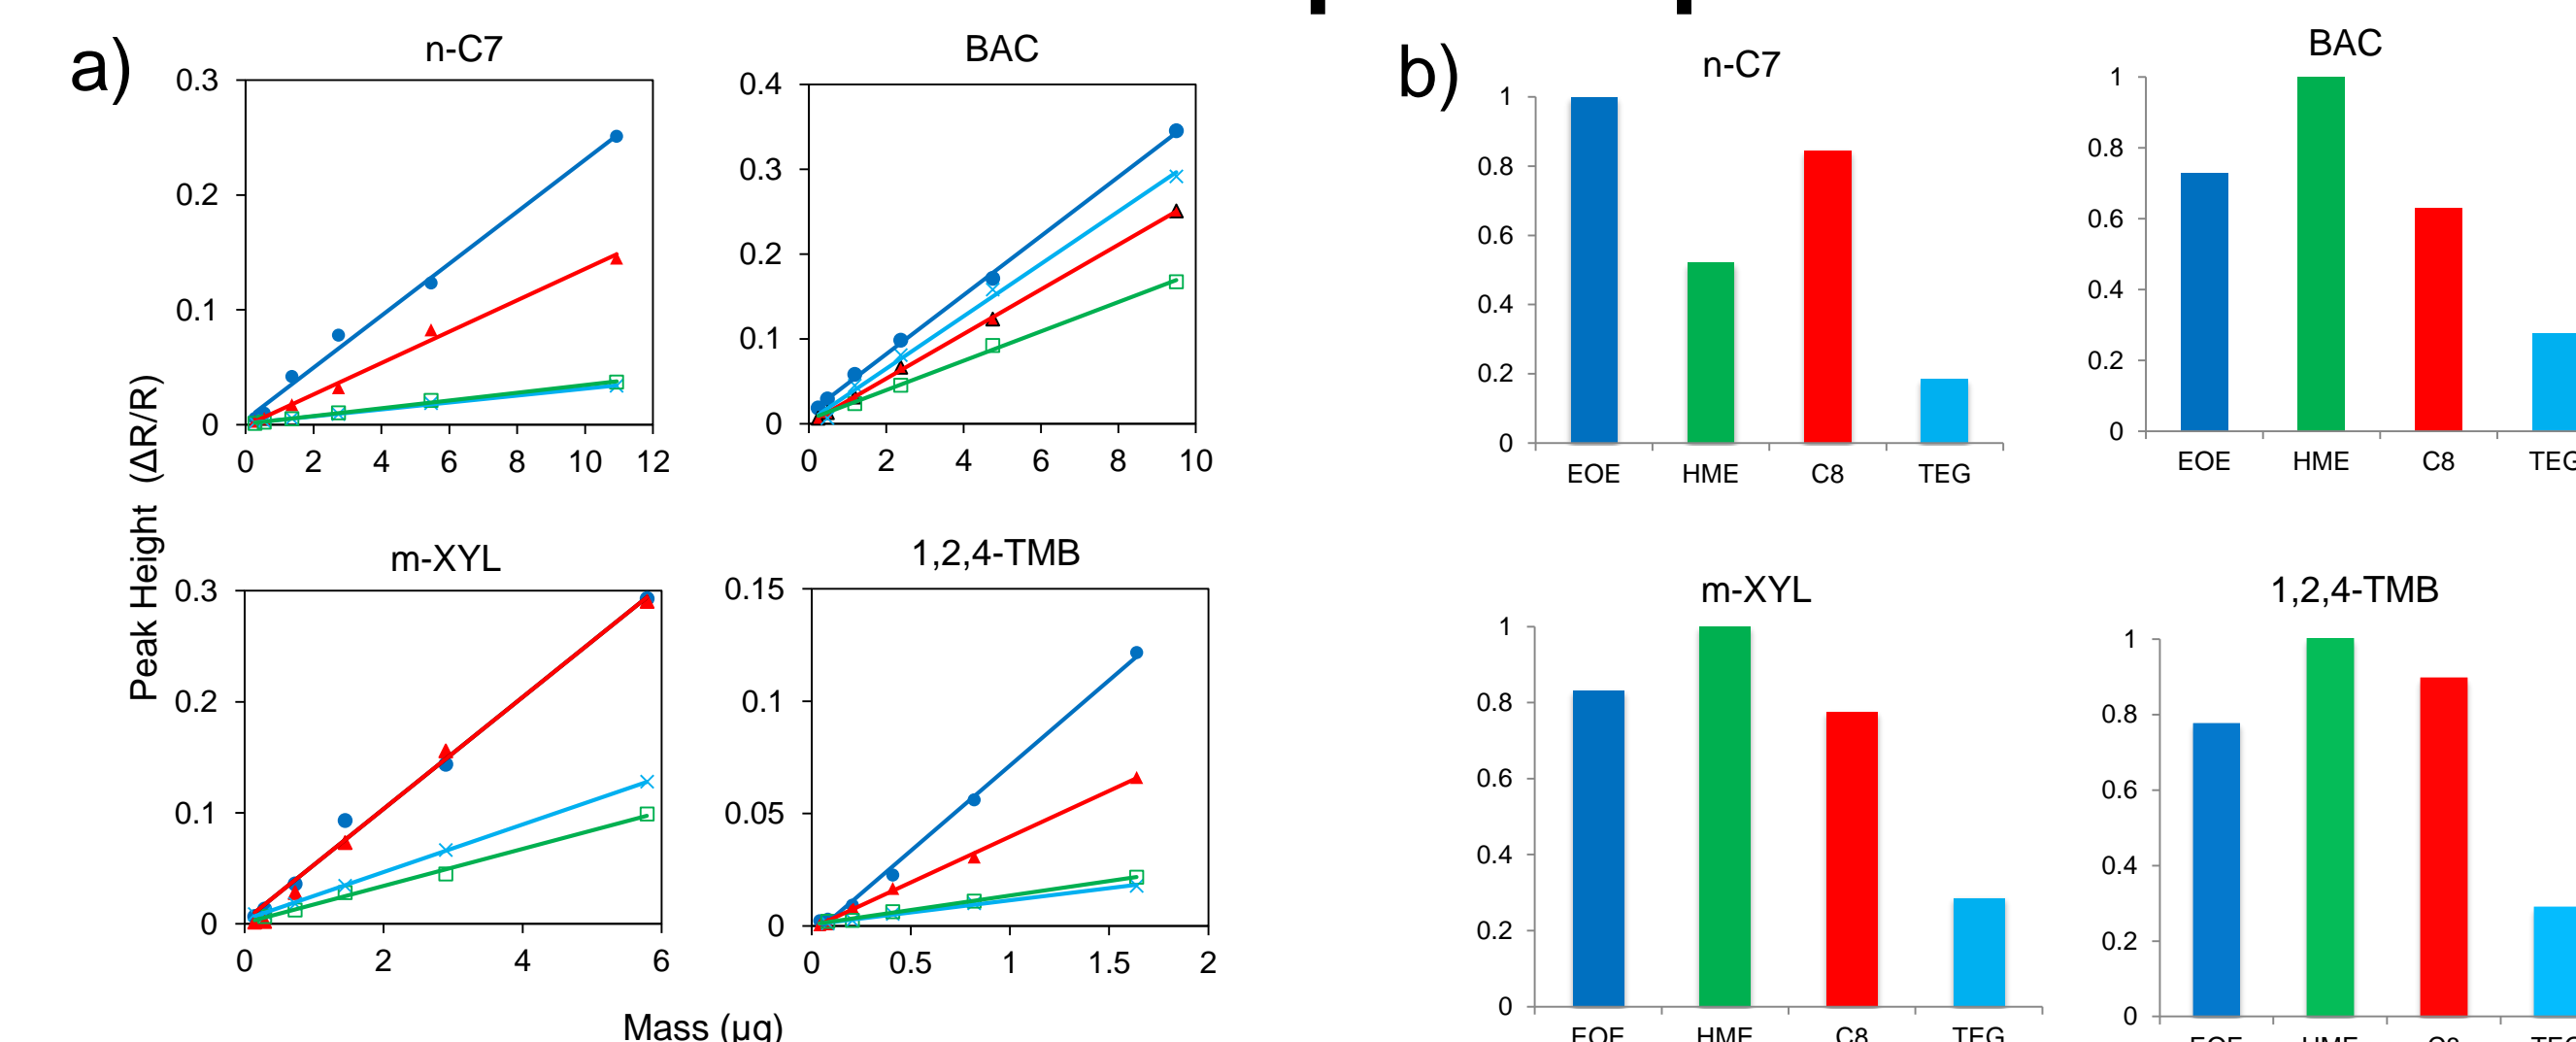 a)
n-C7
0.3
0.2
0.1
0
0 2 4 6 8 10 12
BAC
0.4
0.3
0.2
0.1
0
0 2 4 6 8 10
Peak Height (ΔR/R)
m-XYL
0.3
0.2
0.1
0
0 2 4 6
1,2,4-TMB
0.15
0.1
0.05
0
0 0.5 1 1.5 2
Mass (µg)
b)
n-C7
1
0.8
0.6
0.4
0.2
0
EOE HME C8 TEG
BAC
1
0.8
0.6
0.4
0.2
0
EOE HME C8 TEG
m-XYL
1
0.8
0.6
0.4
0.2
0
EOE HME C8 TEG
1,2,4-TMB
1
0.8
0.6
0.4
0.2
0